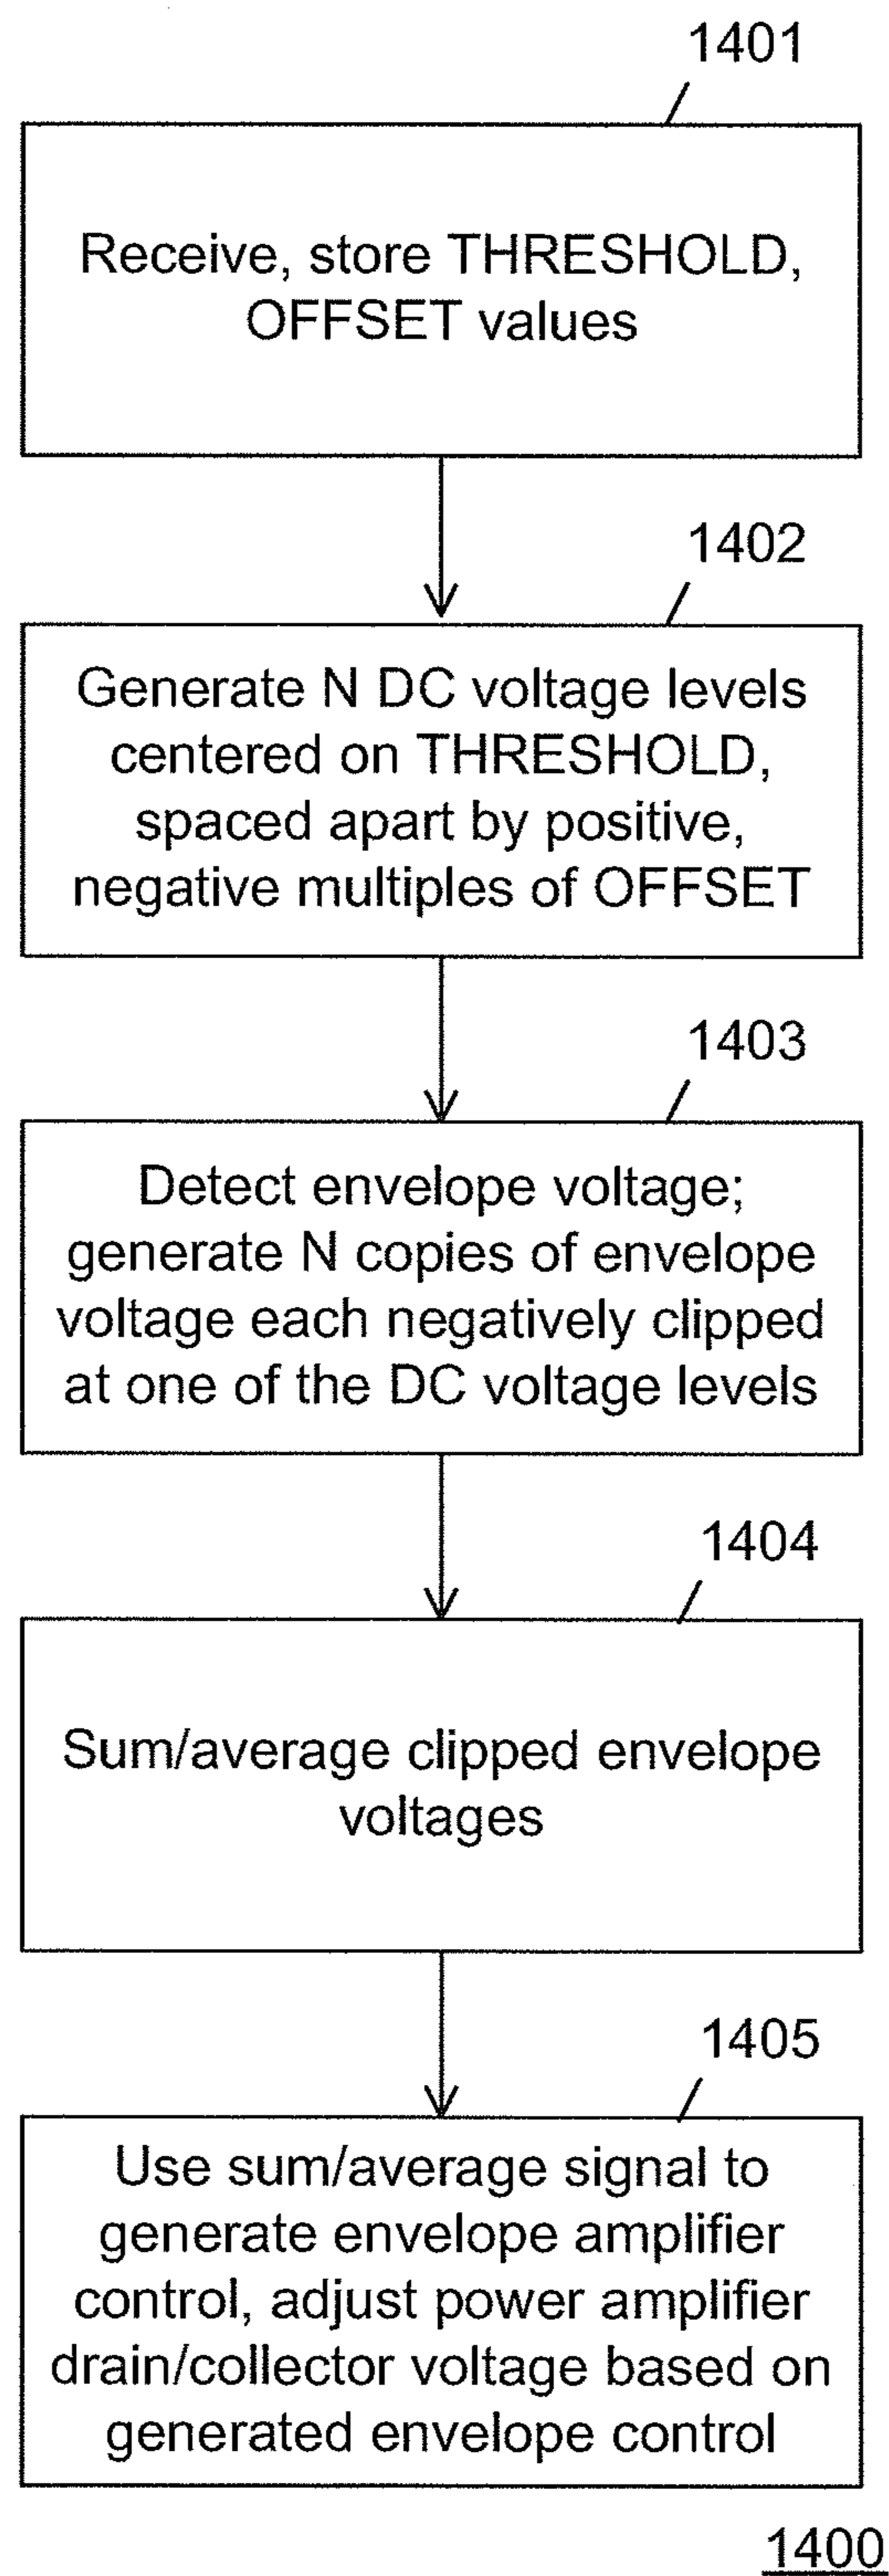 1401
Receive, store THRESHOLD,
OFFSET values
1402
Generate N DC voltage levels
centered on THRESHOLD,
spaced apart by positive,
negative multiples of OFFSET
1403
Detect envelope voltage;
generate N copies of envelope
voltage each negatively clipped
at one of the DC voltage levels
1404
Sum/average clipped envelope
voltages
1405
Use sum/average signal to
generate envelope amplifier
control, adjust power amplifier
drain/collector voltage based on
generated envelope control
1400